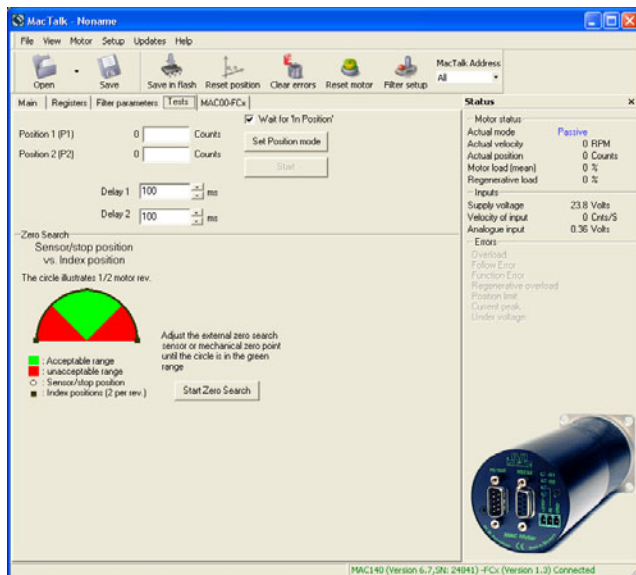 MacTalk - Noname
File View Motor Setup Updates Help
Open Save Save in flash Reset position Clear errors Reset motor Filter setup
MacTalk Address
All
Main Registers Filter parameters Tests MAC00-FCx
Position 1 (P1) 0 Counts
Wait for 'In Position'
Position 2 (P2) 0 Counts
Set Position mode
Start
Delay 1 100 ms
Delay 2 100 ms
Zero Search
Sensor/stop position
vs. Index position
The circle illustrates 1/2 motor rev.
Adjust the external zero search
sensor or mechanical zero point
until the circle is in the green
range
: Acceptable range
: unacceptable range
: Sensor/stop position
: Index positions (2 per rev.)
Start Zero Search
Status
Motor status
Actual mode Passive
Actual velocity 0 RPM
Actual position 0 Counts
Motor load (mean) 0 %
Regenerative load 0 %
Inputs
Supply voltage 23.8 Volts
Velocity of input 0 Cnts/S
Analogue input 0.36 Volts
Errors
Overload
Follow Error
Function Error
Regenerative overload
Position limit
Current peak
Under voltage
MAC140 (Version 6.7,SN: 24041) -FCx (Version 1.3) Connected